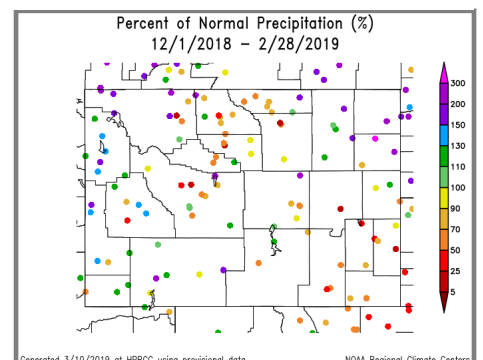 Percent of Normal Precipitation (%)
12/1/2018 – 2/28/2019
300
200
150
130
110
100
90
70
50
25
5
Generated 3/10/2019 at HPRCC using provisional data.
NOAA Regional Climate Centers